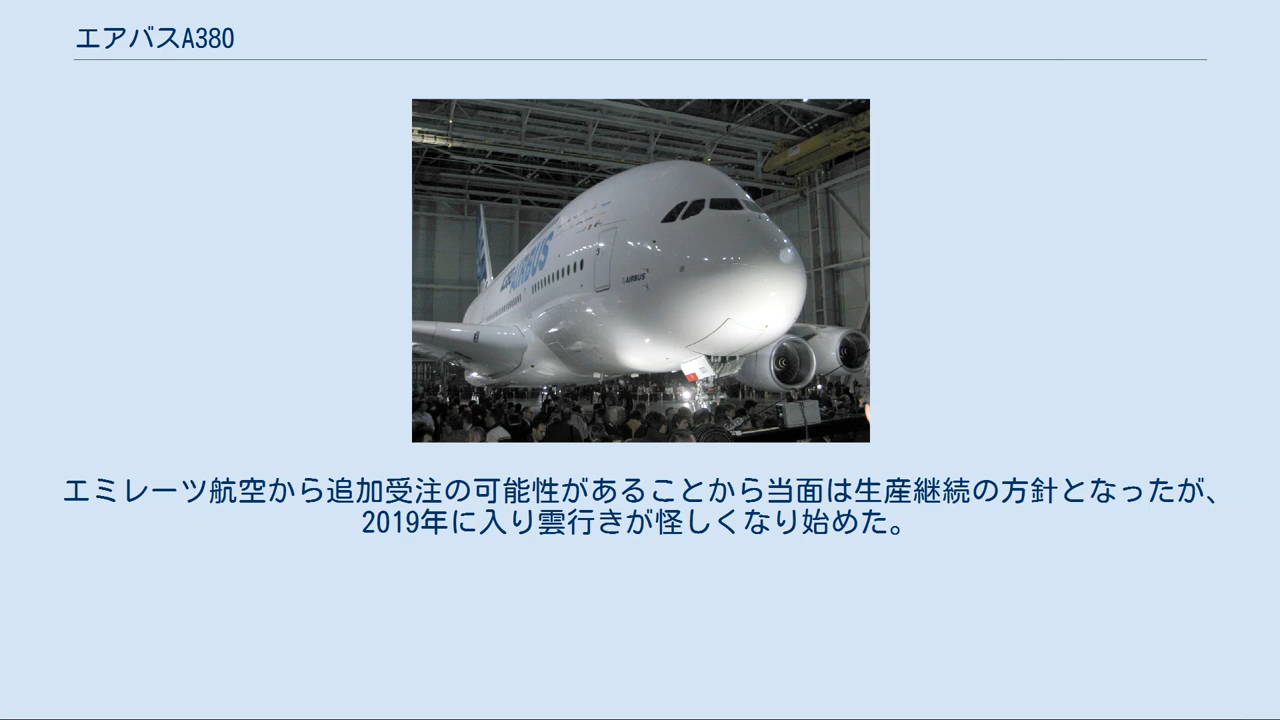 エアバスA380
AIRBUS
AIRBUS
エミレーツ航空から追加受注の可能性があることから当面は生産継続の方針となったが、
2019年に入り雲行きが怪しくなり始めた。